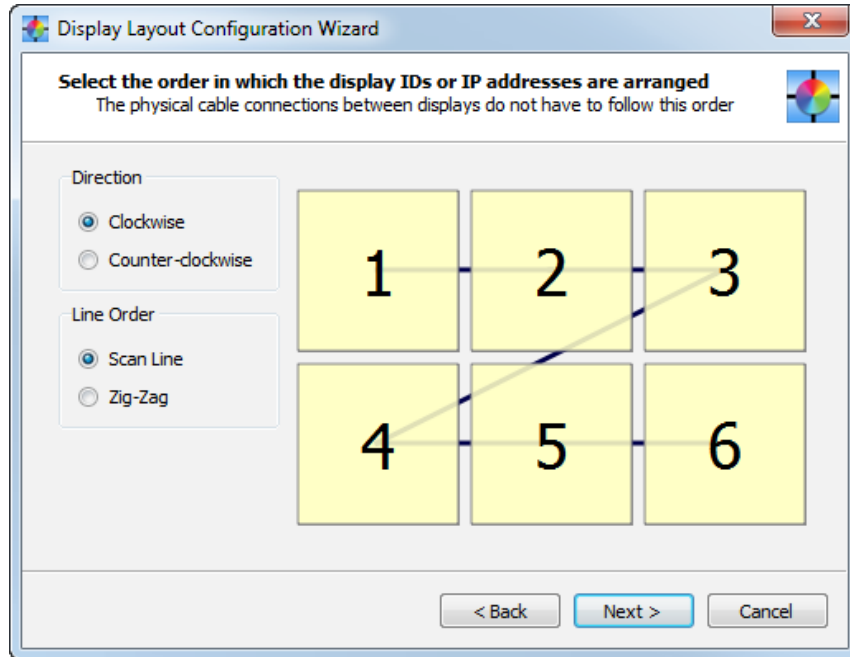 Display Layout Configuration Wizard
Select the order in which the display IDs or IP addresses are arranged
The physical cable connections between displays do not have to follow this order
Direction
Clockwise
Counter-clockwise
Line Order
Scan Line
Zig-Zag
1 2 3
4 5 6
< Back Next > Cancel